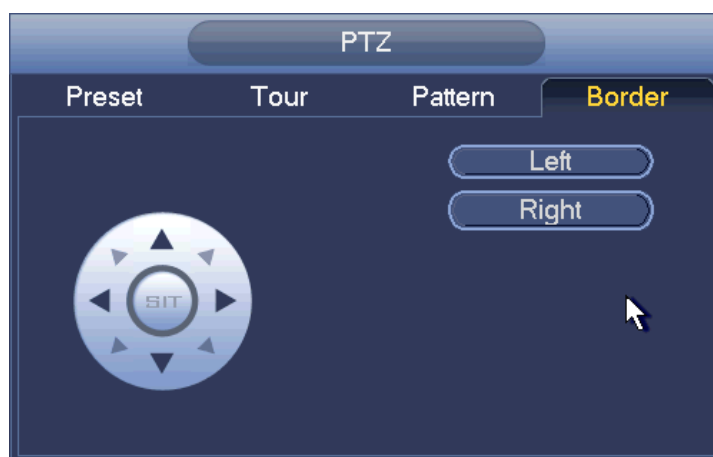 PTZ
Preset Tour Pattern Border
Left
Right
SIT